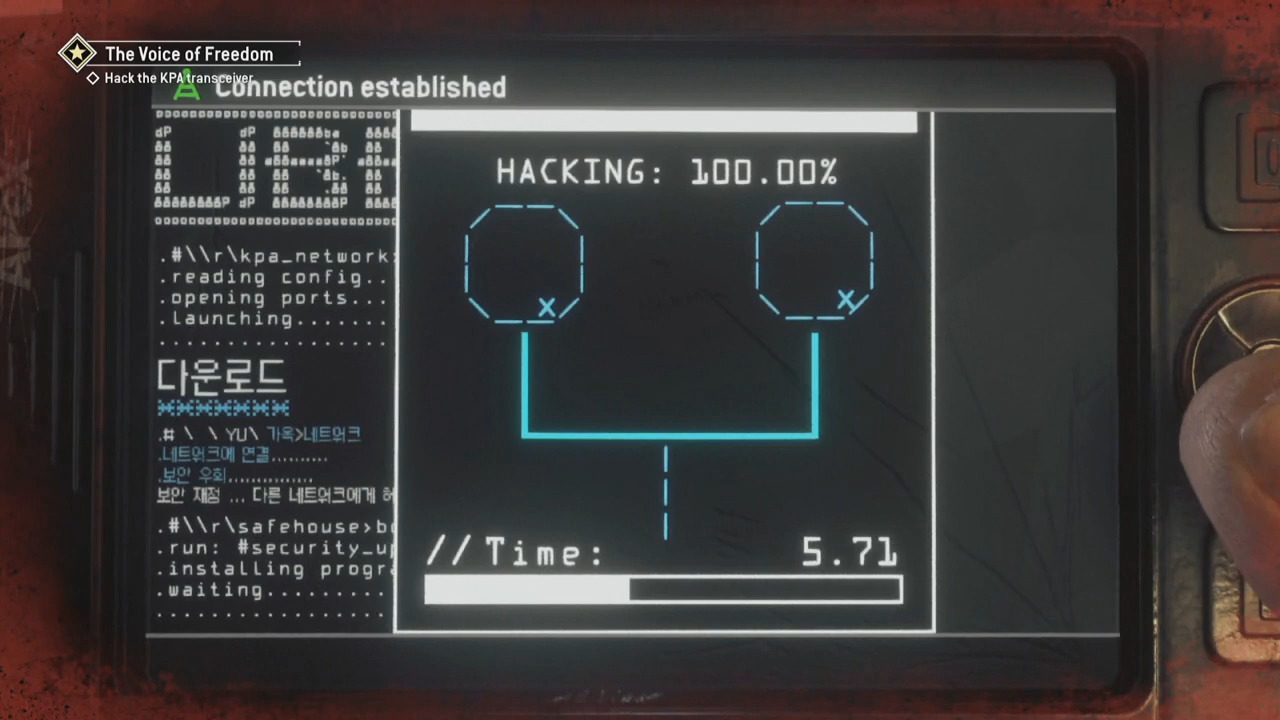 The Voice of Freedom
Hack the KPA transceiver
Connection established
HACKING: 100.00%
.#\\r\kpa_network
.reading config..
.opening ports...
.launching.......
.................
다운로드
.# \ \ YU\ 가옥>네트워크
.네트워크에 연결..........
.보안 우회...............
보안 재점 ... 다른 네트워크에게 허
.#\\r\safehouse>bo
.run: #security_up
.installing progra
.waiting.........
.................
x
x
//Time: 5.71